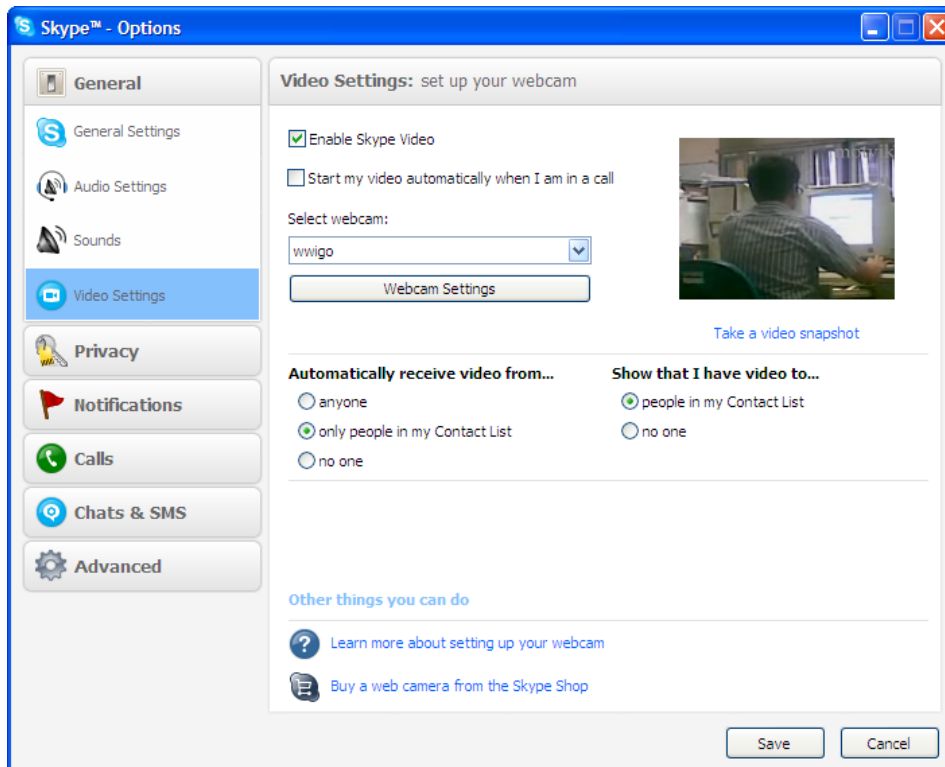 Skype™ - Options
General
General Settings
Audio Settings
Sounds
Video Settings
Privacy
Notifications
Calls
Chats & SMS
Advanced
Video Settings: set up your webcam
Enable Skype Video
Start my video automatically when I am in a call
Select webcam:
wwigo
Webcam Settings
Take a video snapshot
Automatically receive video from...
anyone
only people in my Contact List
no one
Show that I have video to...
people in my Contact List
no one
Other things you can do
Learn more about setting up your webcam
Buy a web camera from the Skype Shop
Save
Cancel